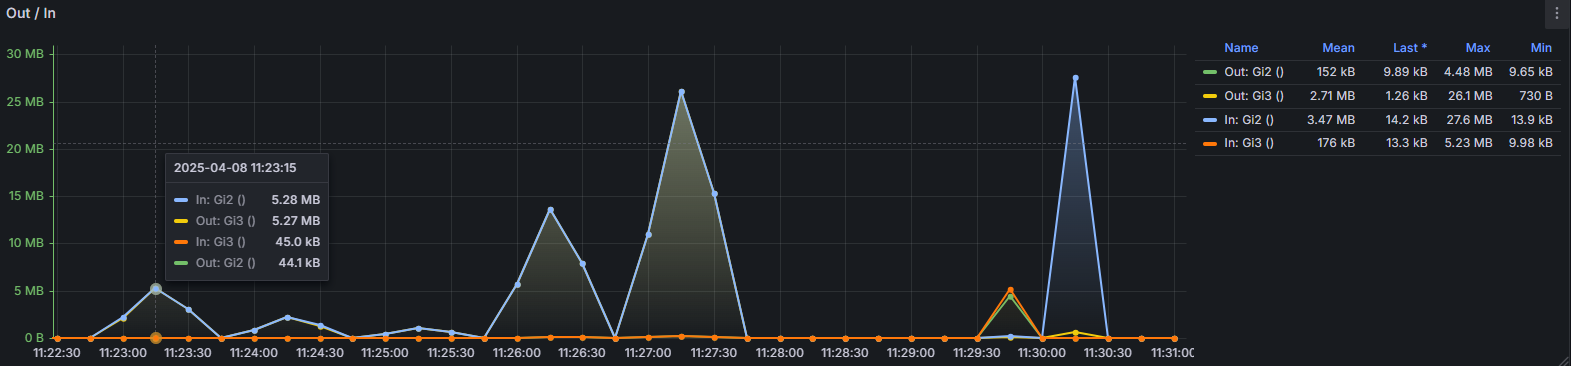 Out / In
30 MB
25 MB
20 MB
15 MB
10 MB
5 MB
0 B
2025-04-08 11:23:15
In: Gi2 () 5.28 MB
Out: Gi3 () 5.27 MB
In: Gi3 () 45.0 kB
Out: Gi2 () 44.1 kB
11:22:30 11:23:00 11:23:30 11:24:00 11:24:30 11:25:00 11:25:30 11:26:00 11:26:30 11:27:00 11:27:30 11:28:00 11:28:30 11:29:00 11:29:30 11:30:00 11:30:30 11:31:00
Name Mean Last * Max Min
Out: Gi2 () 152 kB 9.89 kB 4.48 MB 9.65 kB
Out: Gi3 () 2.71 MB 1.26 kB 26.1 MB 730 B
In: Gi2 () 3.47 MB 14.2 kB 27.6 MB 13.9 kB
In: Gi3 () 176 kB 13.3 kB 5.23 MB 9.98 kB